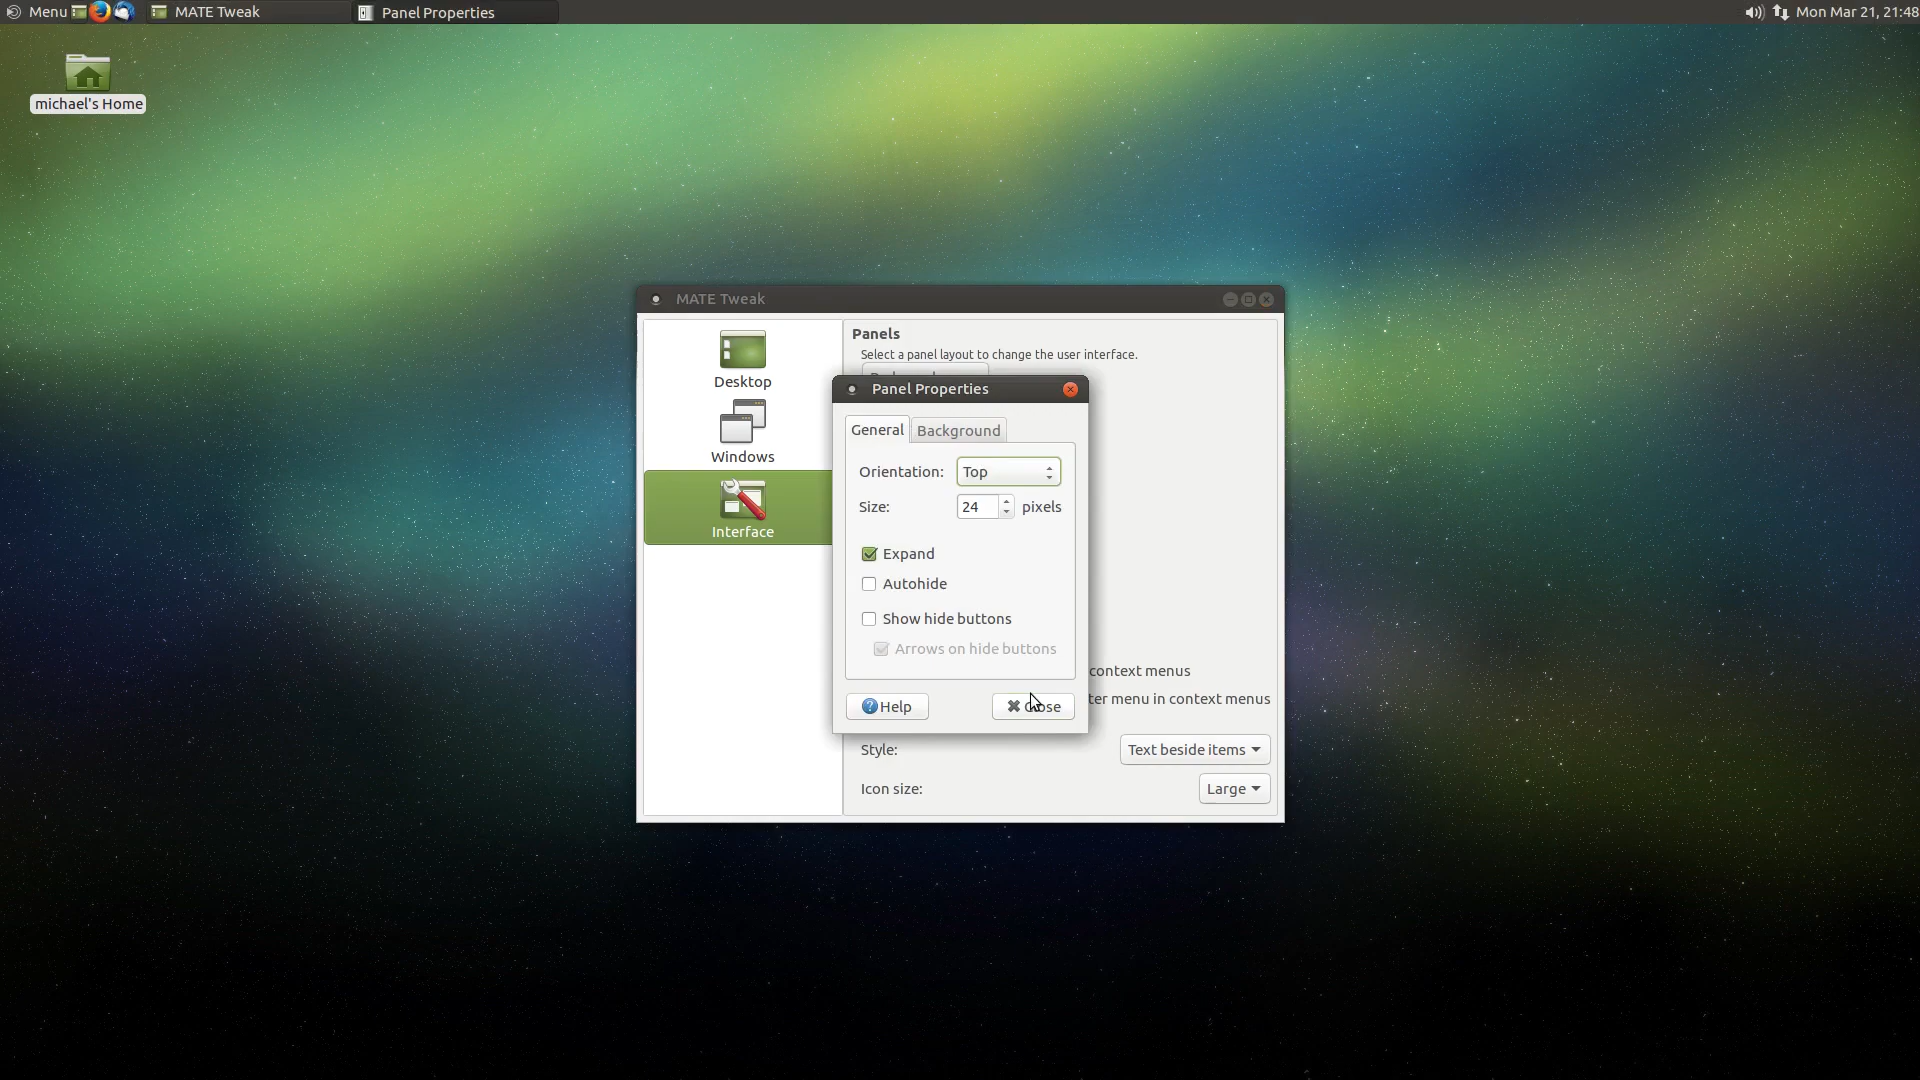 Menu
MATE Tweak
Panel Properties
Mon Mar 21, 21:48
michael's Home
MATE Tweak
Desktop
Windows
Interface
Panels
Select a panel layout to change the user interface.
Panel Properties
General
Background
Orientation:
Top
Size:
24
pixels
Expand
Autohide
Show hide buttons
Arrows on hide buttons
Help
Close
context menus
ter menu in context menus
Style:
Text beside items
Icon size:
Large